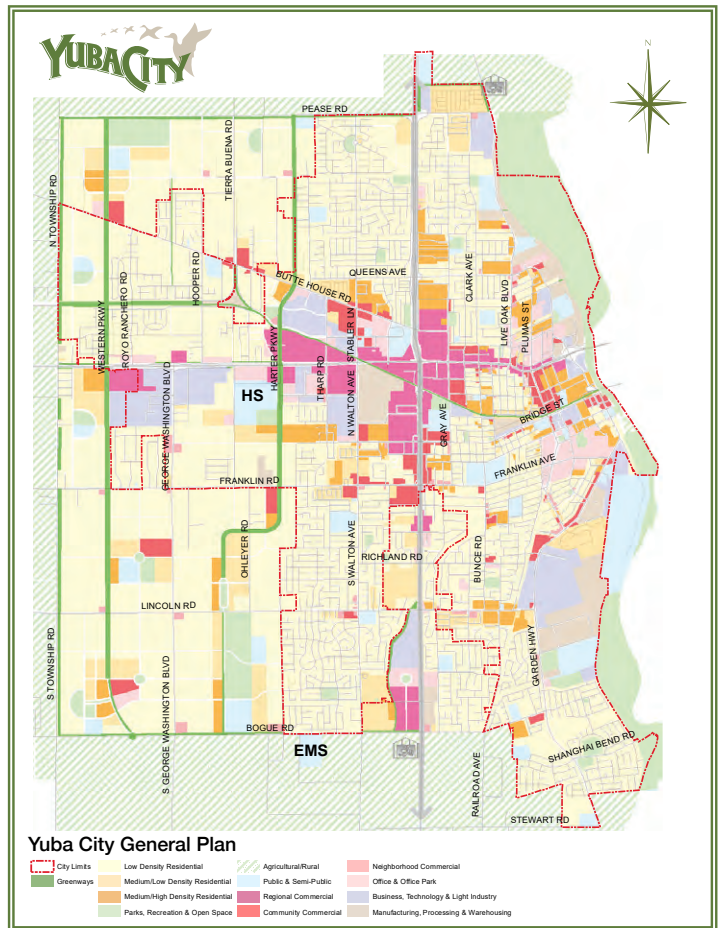 YUBA CITY
N
PEASE RD
N TOWNSHIP RD
TIERRA BUENA RD
WESTERN PKWY
ROYO RANCHERO RD
HOOPER RD
QUEENS AVE
BUTTE HOUSE RD
CLARK AVE
LIVE OAK BLVD
PLUMAS ST
STABLER LN
HARTER PKWY
THARP RD
N WALTON AVE
GEORGE WASHINGTON BLVD
HS
GRAY AVE
BRIDGE ST
FRANKLIN AVE
FRANKLIN RD
OHLEYER RD
S WALTON AVE
RICHLAND RD
BUNCE RD
LINCOLN RD
S TOWNSHIP RD
S GEORGE WASHINGTON BLVD
GARDEN HWY
BOGUE RD
EMS
RAILROAD AVE
SHANGHAI BEND RD
STEWART RD
Yuba City General Plan
City Limits
Greenways
Low Density Residential
Medium/Low Density Residential
Medium/High Density Residential
Parks, Recreation & Open Space
Agricultural/Rural
Public & Semi-Public
Regional Commercial
Community Commercial
Neighborhood Commercial
Office & Office Park
Business, Technology & Light Industry
Manufacturing, Processing & Warehousing